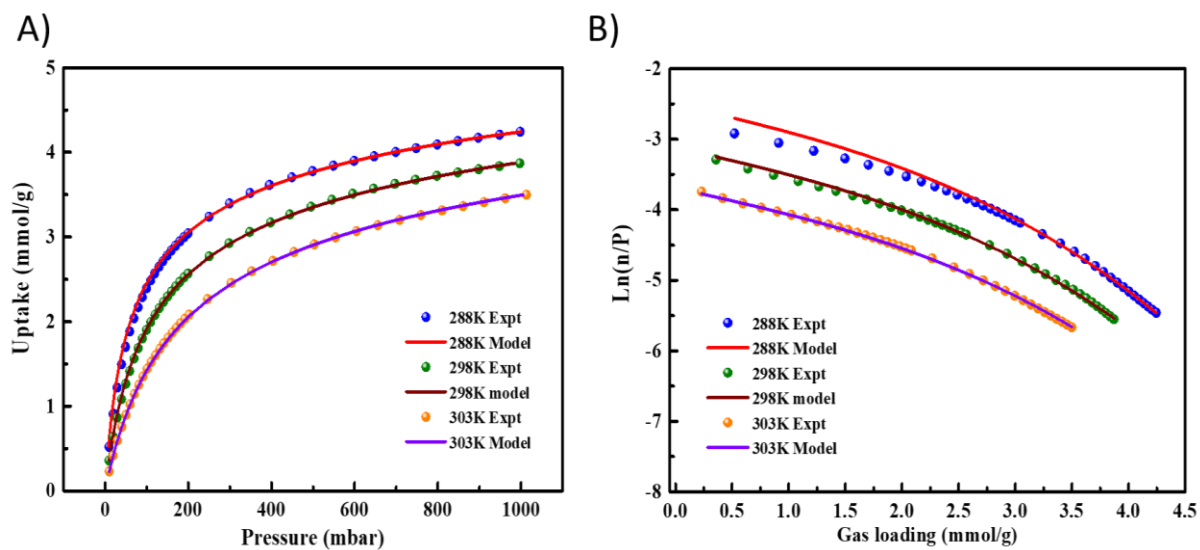 A)
5
4
3
2
1
0
Uptake (mmol/g)
288K Expt
288K Model
298K Expt
298K model
303K Expt
303K Model
0 200 400 600 800 1000
Pressure (mbar)
B)
-2
-3
-4
-5
-6
-7
-8
Ln(n/P)
288K Expt
288K Model
298K Expt
298K model
303K Expt
303K Model
0.0 0.5 1.0 1.5 2.0 2.5 3.0 3.5 4.0 4.5
Gas loading (mmol/g)